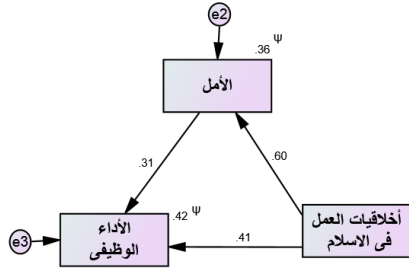 e2
.36 Ψ
الأمل
.31
.60
أخلاقيات العمل
فى الاسلام
.42 Ψ
الأداء
الوظيفى
e3
.41